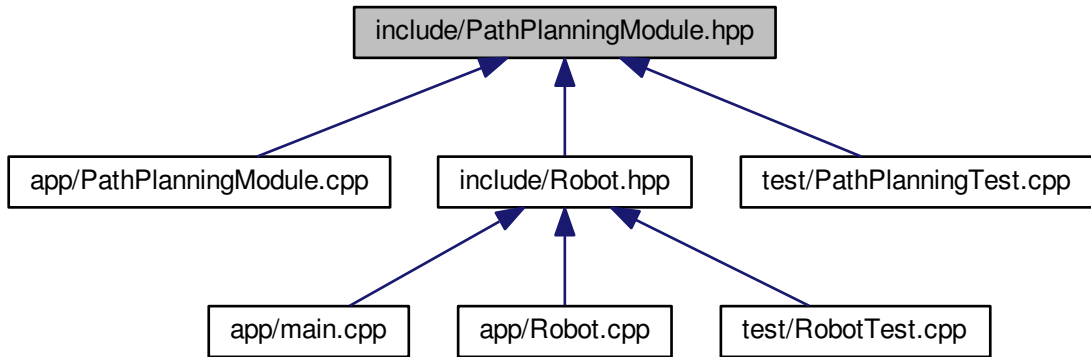 include/PathPlanningModule.hpp
app/PathPlanningModule.cpp
include/Robot.hpp
test/PathPlanningTest.cpp
app/main.cpp
app/Robot.cpp
test/RobotTest.cpp